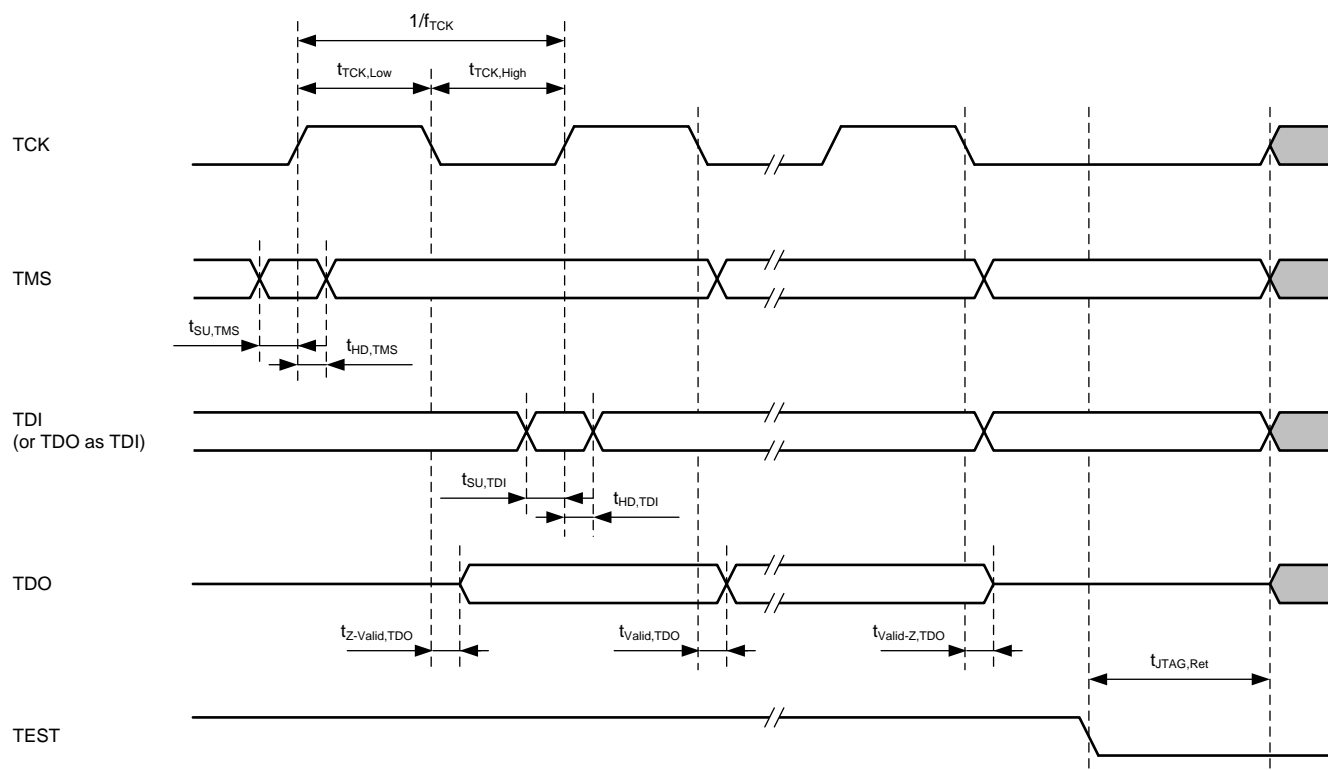 1/fTCK
tTCK,Low
tTCK,High
TCK
TMS
tSU,TMS
tHD,TMS
TDI
(or TDO as TDI)
tSU,TDI
tHD,TDI
TDO
tZ-Valid,TDO
tValid,TDO
tValid-Z,TDO
tJTAG,Ret
TEST